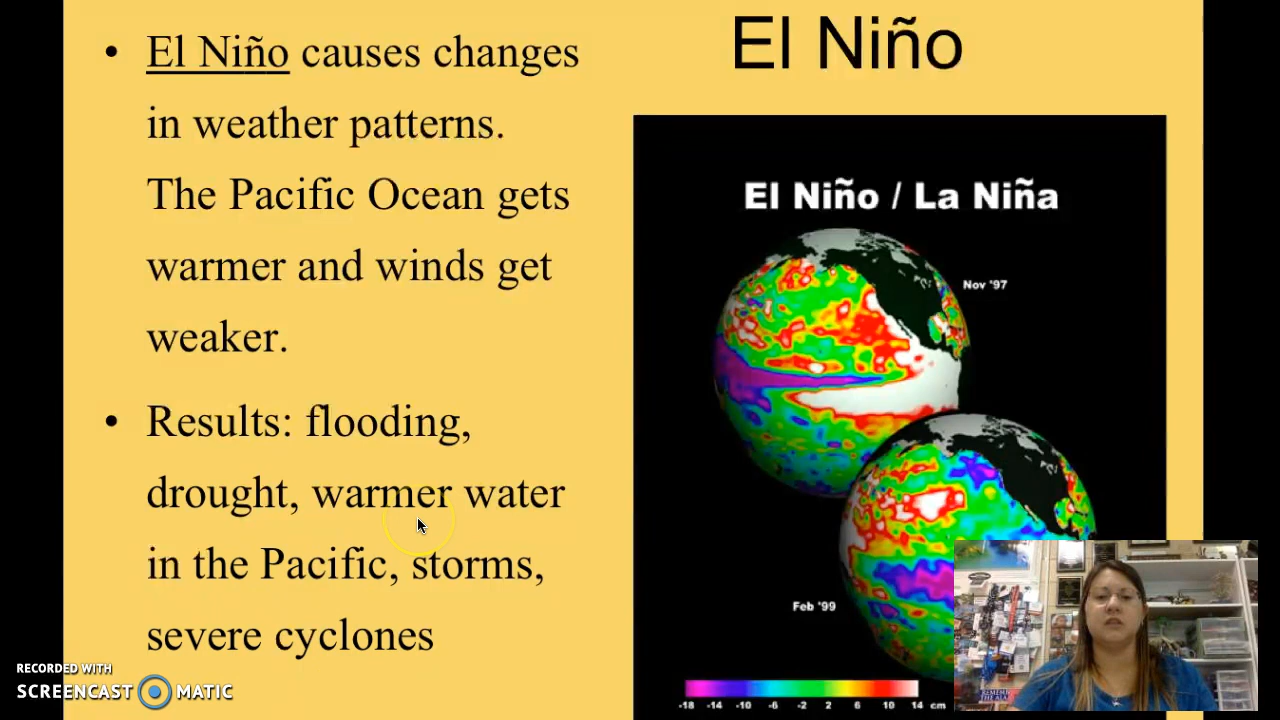 El Niño
• El Niño causes changes
in weather patterns.
The Pacific Ocean gets
warmer and winds get
weaker.
• Results: flooding,
drought, warmer water
in the Pacific, storms,
severe cyclones
El Niño / La Niña
Nov '97
Feb '99
-18 -14 -10 -6 -2 2 6 10 14 cm
RECORDED WITH
SCREENCAST MATIC